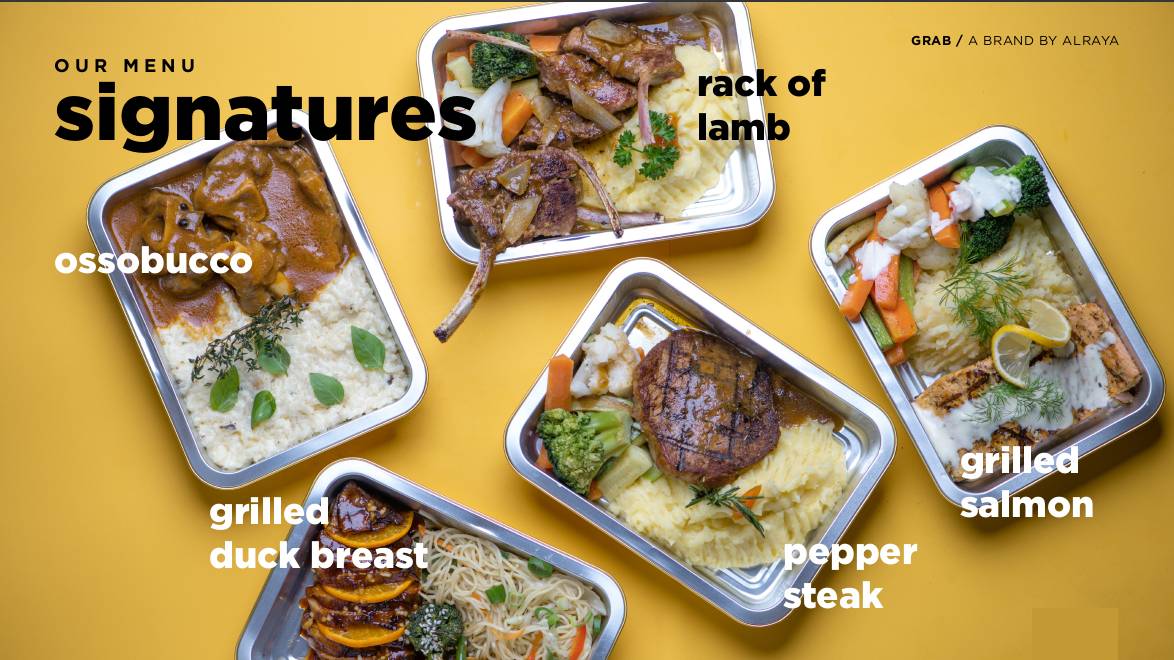 GRAB / A BRAND BY ALRAYA
OUR MENU
signatures
rack of
lamb
ossobucco
grilled
salmon
grilled
duck breast
pepper
steak